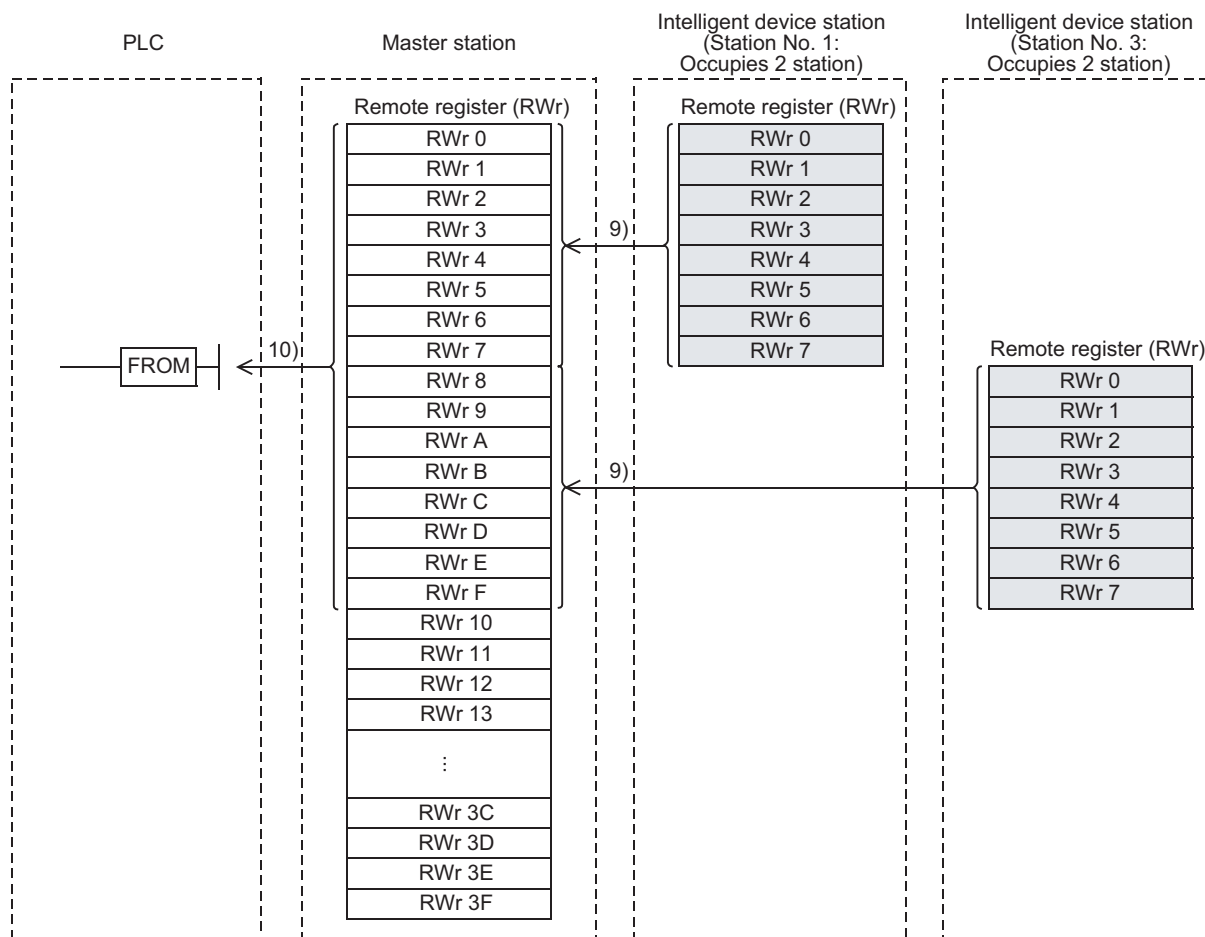 PLC
Master station
Intelligent device station
(Station No. 1:
Occupies 2 station)
Intelligent device station
(Station No. 3:
Occupies 2 station)
Remote register (RWr)
RWr 0
RWr 1
RWr 2
RWr 3
RWr 4
RWr 5
RWr 6
RWr 7
RWr 8
RWr 9
RWr A
RWr B
RWr C
RWr D
RWr E
RWr F
RWr 10
RWr 11
RWr 12
RWr 13
⋮
RWr 3C
RWr 3D
RWr 3E
RWr 3F
FROM
10)
9)
9)
Remote register (RWr)
RWr 0
RWr 1
RWr 2
RWr 3
RWr 4
RWr 5
RWr 6
RWr 7
Remote register (RWr)
RWr 0
RWr 1
RWr 2
RWr 3
RWr 4
RWr 5
RWr 6
RWr 7